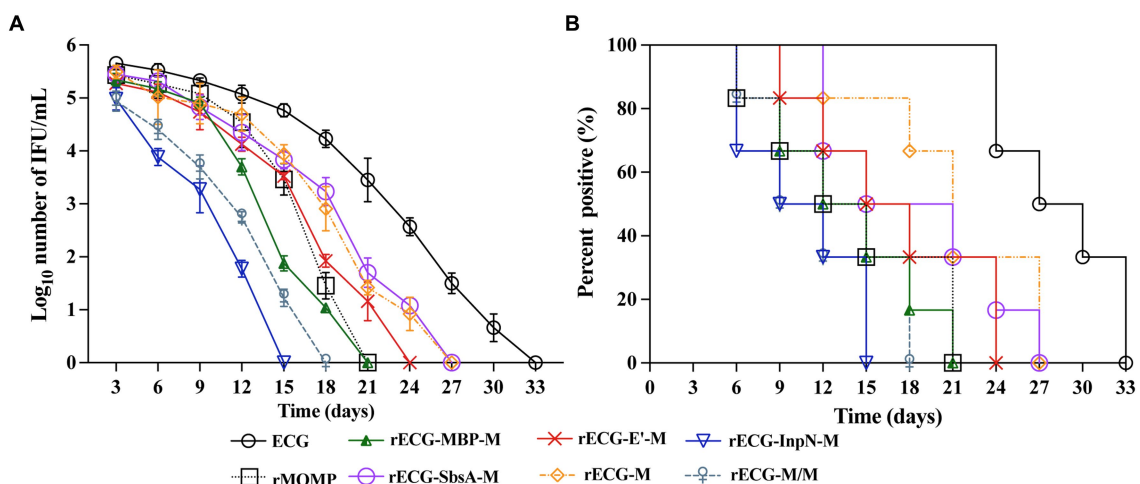 A
B
Log10 number of IFU/mL
6
5
4
3
2
1
0
3 6 9 12 15 18 21 24 27 30 33
Time (days)
Percent positive (%)
100
80
60
40
20
0
0 3 6 9 12 15 18 21 24 27 30 33
Time (days)
ECG rECG-MBP-M rECG-E'-M rECG-InpN-M
rMOMP rECG-SbsA-M rECG-M rECG-M/M